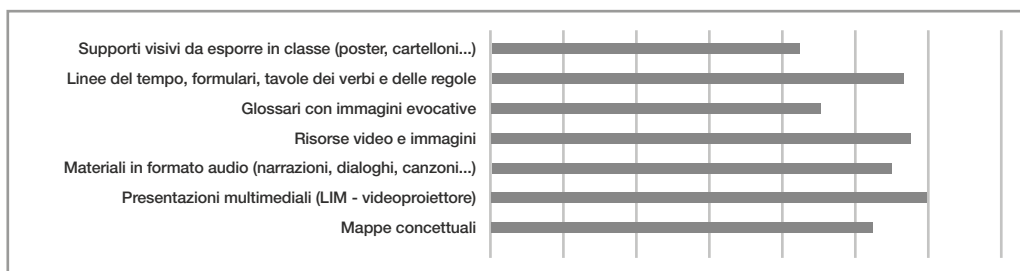 Supporti visivi da esporre in classe (poster, cartelloni...)
Linee del tempo, formulari, tavole dei verbi e delle regole
Glossari con immagini evocative
Risorse video e immagini
Materiali in formato audio (narrazioni, dialoghi, canzoni...)
Presentazioni multimediali (LIM - videoproiettore)
Mappe concettuali